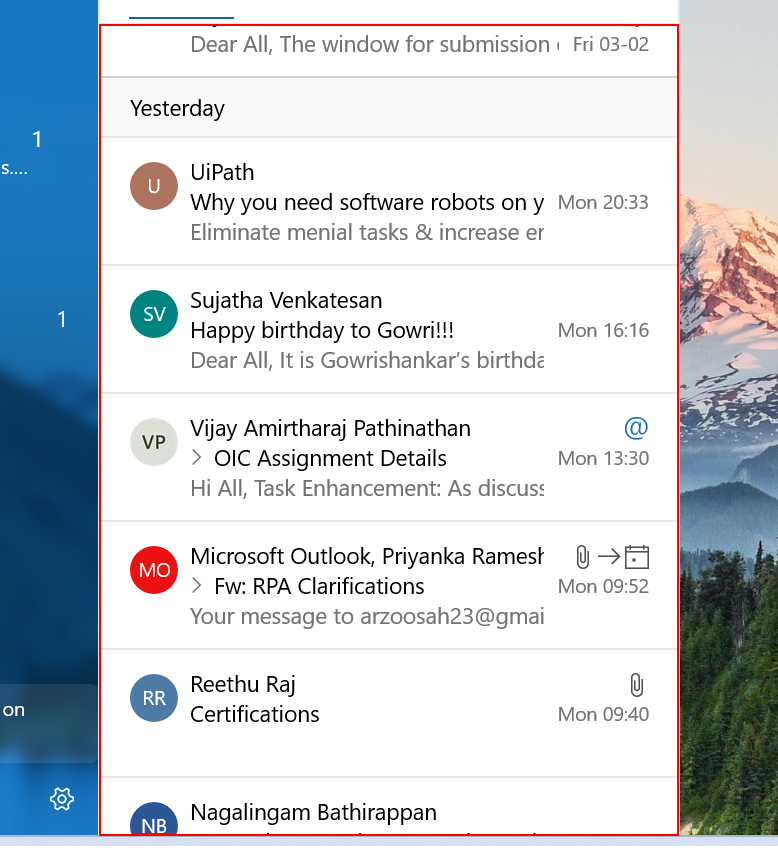 1
s....
1
on
Dear All, The window for submission
Fri 03-02
Yesterday
U
UiPath
Why you need software robots on y
Mon 20:33
Eliminate menial tasks & increase er
SV
Sujatha Venkatesan
Happy birthday to Gowri!!!
Mon 16:16
Dear All, It is Gowrishankar's birthda
VP
Vijay Amirtharaj Pathinathan
@
> OIC Assignment Details
Mon 13:30
Hi All, Task Enhancement: As discuss
MO
Microsoft Outlook, Priyanka Ramesh
> Fw: RPA Clarifications
Mon 09:52
Your message to arzoosah23@gmai
RR
Reethu Raj
Certifications
Mon 09:40
NB
Nagalingam Bathirappan